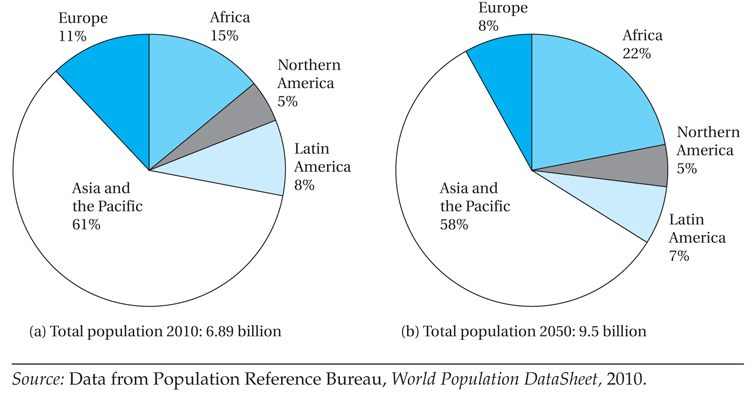 Europe
11%
Africa
15%
Northern
America
5%
Latin
America
8%
Asia and
the Pacific
61%
(a) Total population 2010: 6.89 billion
Europe
8%
Africa
22%
Northern
America
5%
Latin
America
7%
Asia and
the Pacific
58%
(b) Total population 2050: 9.5 billion
Source: Data from Population Reference Bureau, World Population DataSheet, 2010.